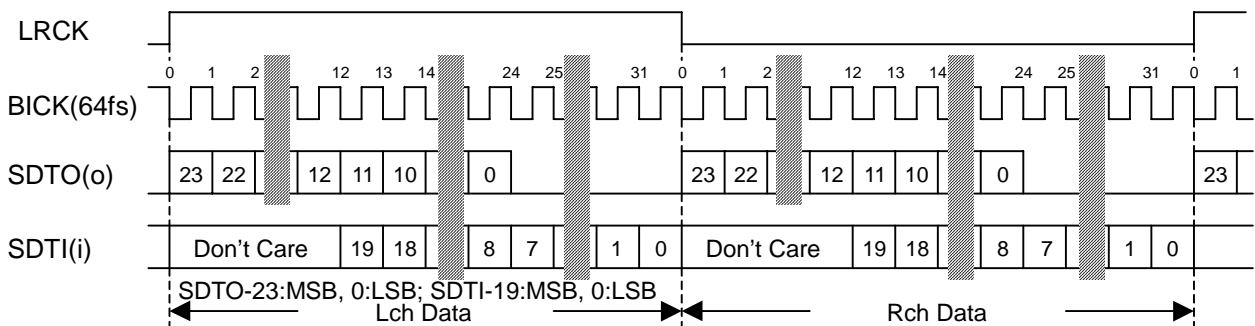 LRCK
0 1 2 12 13 14 24 25 31 0 1 2 12 13 14 24 25 31 0 1
BICK(64fs)
SDTO(o) 23 22 12 11 10 0 23 22 12 11 10 0 23
SDTI(i) Don't Care 19 18 8 7 1 0 Don't Care 19 18 8 7 1 0
SDTO-23:MSB, 0:LSB; SDTI-19:MSB, 0:LSB
Lch Data Rch Data